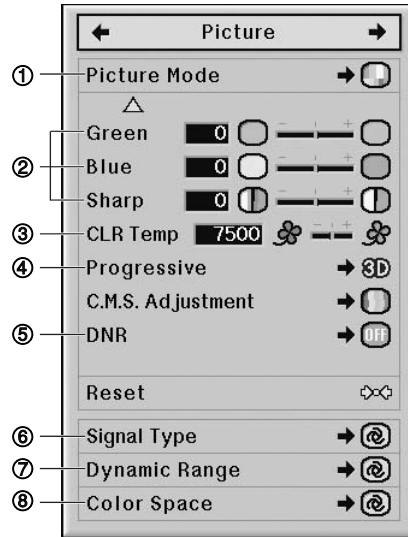 Picture
① Picture Mode
Green 0 − +
② Blue 0 − +
Sharp 0 − +
③ CLR Temp 7500 − +
④ Progressive 3D
C.M.S. Adjustment
⑤ DNR OFF
Reset
⑥ Signal Type
⑦ Dynamic Range
⑧ Color Space